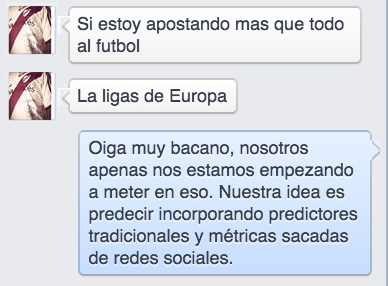 Si estoy apostando mas que todo
al futbol
La ligas de Europa
Oiga muy bacano, nosotros
apenas nos estamos empezando
a meter en eso. Nuestra idea es
predecir incorporando predictores
tradicionales y métricas sacadas
de redes sociales.